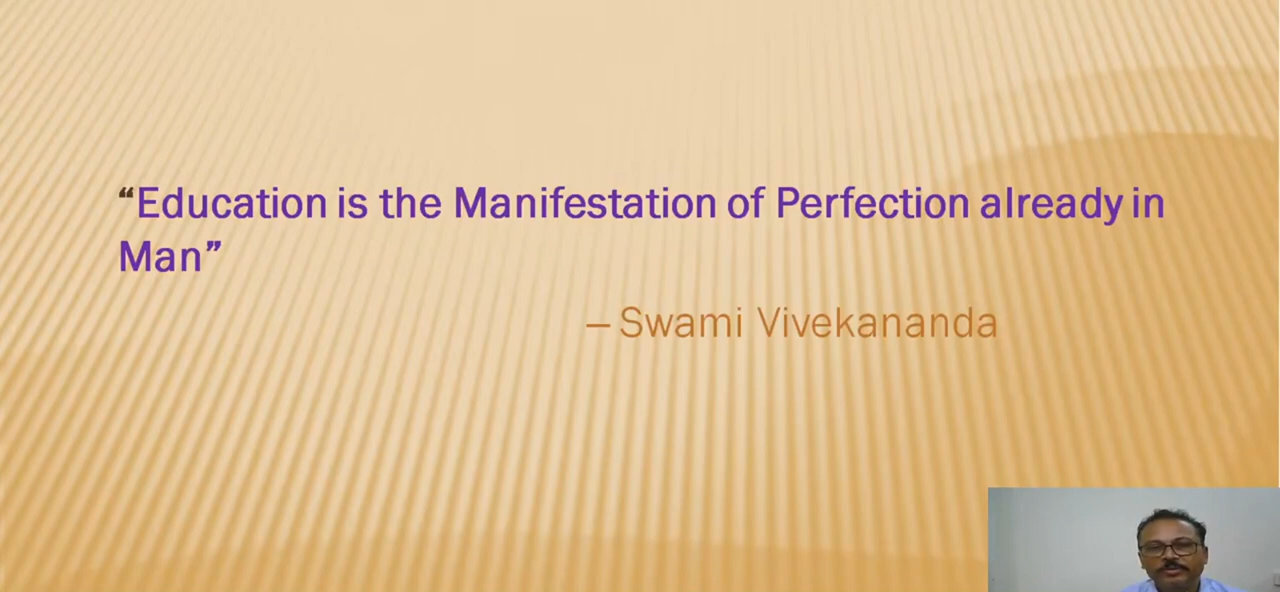 “Education is the Manifestation of Perfection already in
Man”
– Swami Vivekananda